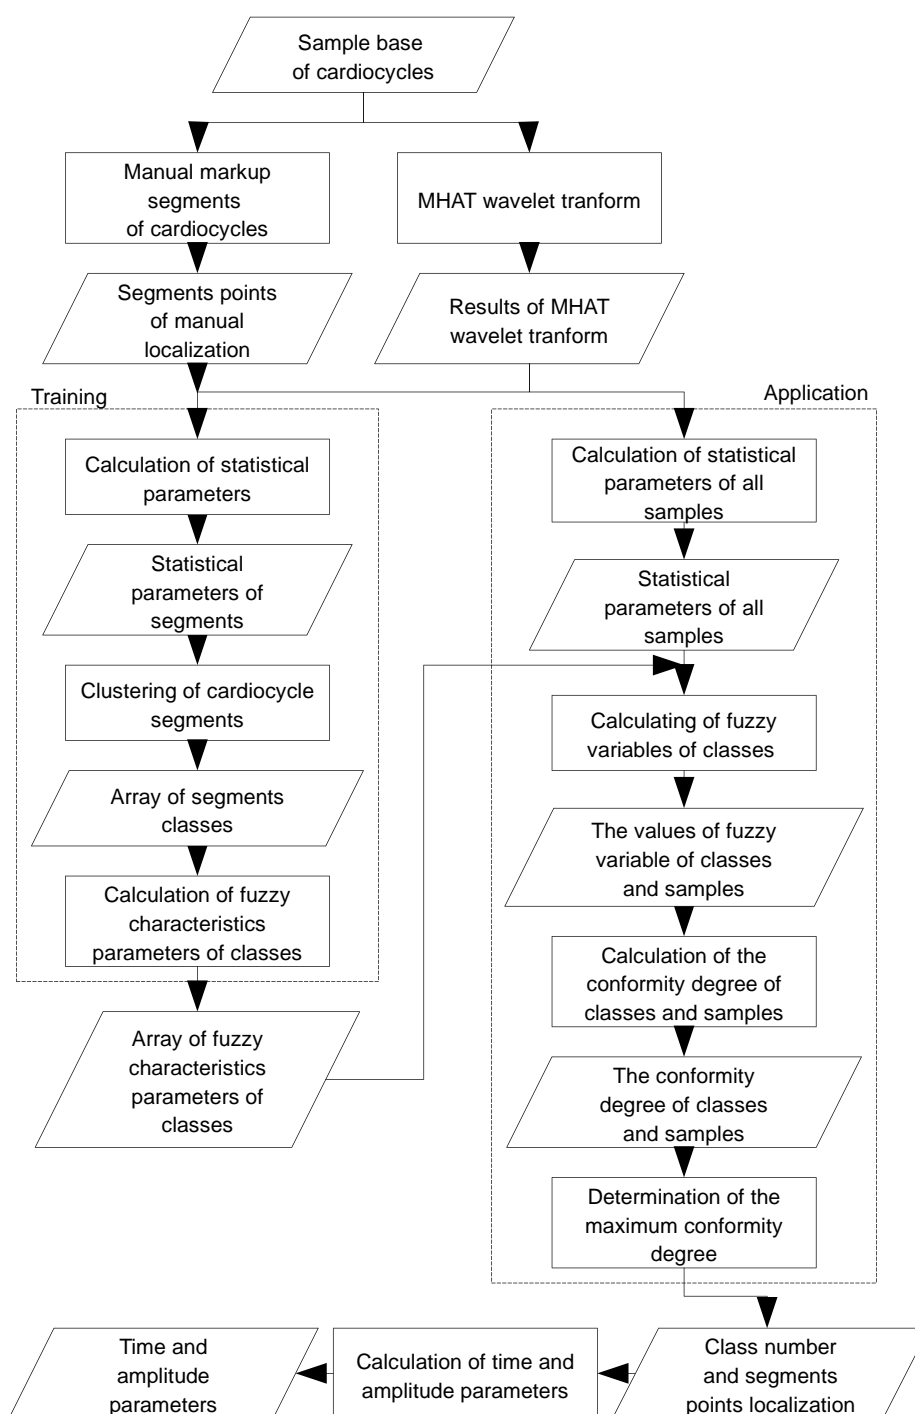 Sample base
of cardiocycles
Manual markup
segments
of cardiocycles
MHAT wavelet tranform
Segments points
of manual
localization
Results of MHAT
wavelet tranform
Training
Calculation of statistical
parameters
Statistical
parameters of
segments
Clustering of cardiocycle
segments
Array of segments
classes
Calculation of fuzzy
characteristics
parameters of classes
Array of fuzzy
characteristics
parameters of
classes
Application
Calculation of statistical
parameters of all
samples
Statistical
parameters of all
samples
Calculating of fuzzy
variables of classes
The values of fuzzy
variable of classes
and samples
Calculation of the
conformity degree of
classes and samples
The conformity
degree of classes
and samples
Determination of the
maximum conformity
degree
Class number
and segments
points localization
Calculation of time and
amplitude parameters
Time and
amplitude
parameters